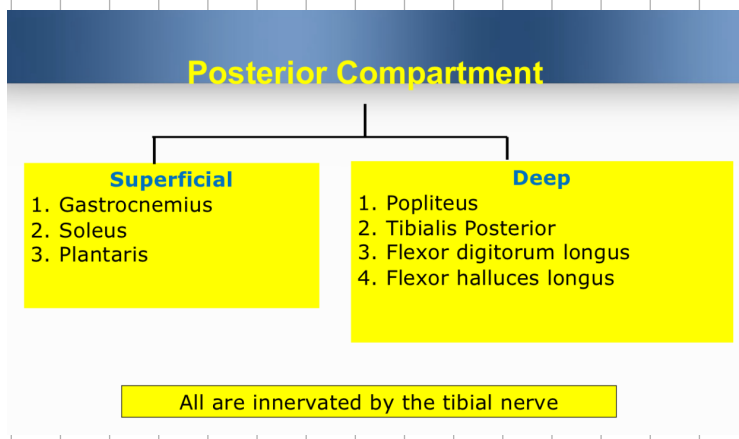 Posterior Compartment
Superficial
1. Gastrocnemius
2. Soleus
3. Plantaris
Deep
1. Popliteus
2. Tibialis Posterior
3. Flexor digitorum longus
4. Flexor halluces longus
All are innervated by the tibial nerve